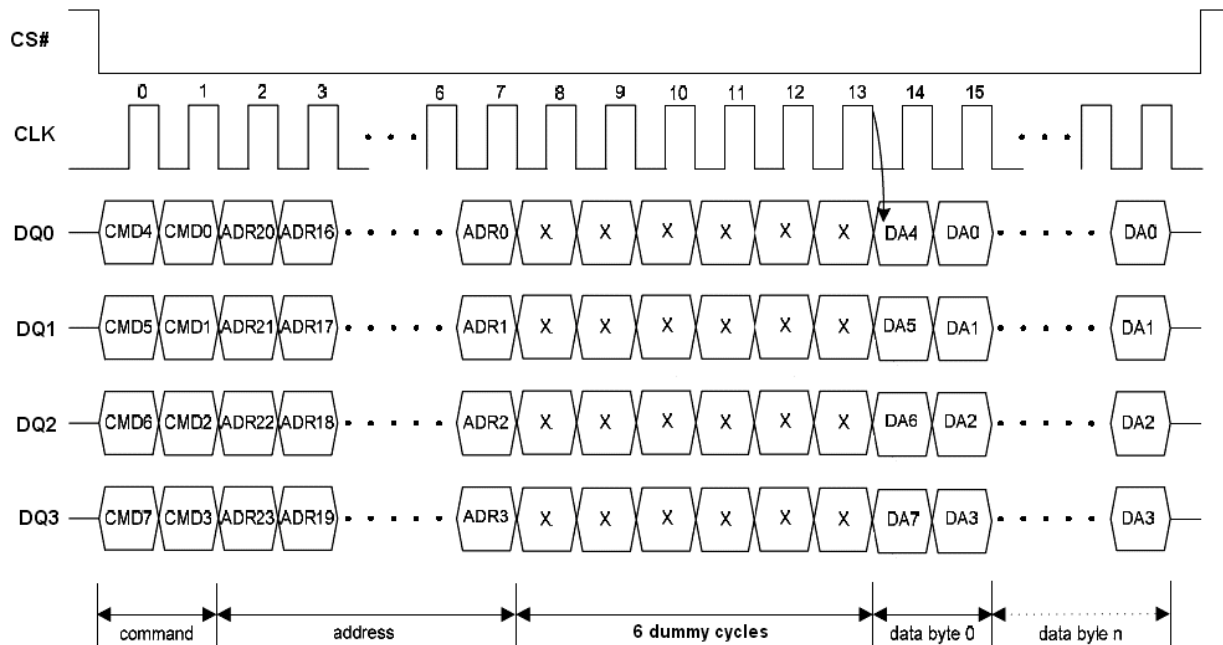 CS#
0 1 2 3 6 7 8 9 10 11 12 13 14 15
CLK
DQ0 CMD4 CMD0 ADR20 ADR16 ADR0 X X X X X X DA4 DA0 DA0
DQ1 CMD5 CMD1 ADR21 ADR17 ADR1 X X X X X X DA5 DA1 DA1
DQ2 CMD6 CMD2 ADR22 ADR18 ADR2 X X X X X X DA6 DA2 DA2
DQ3 CMD7 CMD3 ADR23 ADR19 ADR3 X X X X X X DA7 DA3 DA3
command address 6 dummy cycles data byte 0 data byte n